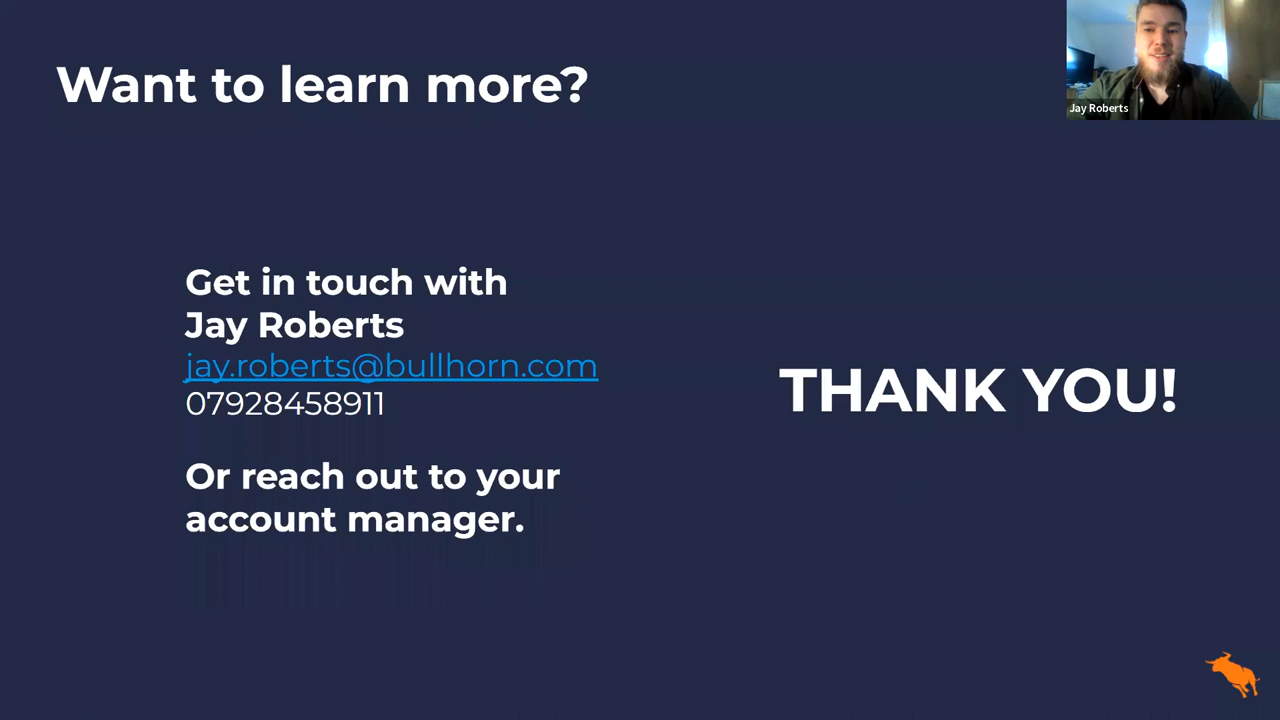 Want to learn more?
Jay Roberts
Get in touch with
Jay Roberts
jay.roberts@bullhorn.com
07928458911
Or reach out to your
account manager.
THANK YOU!